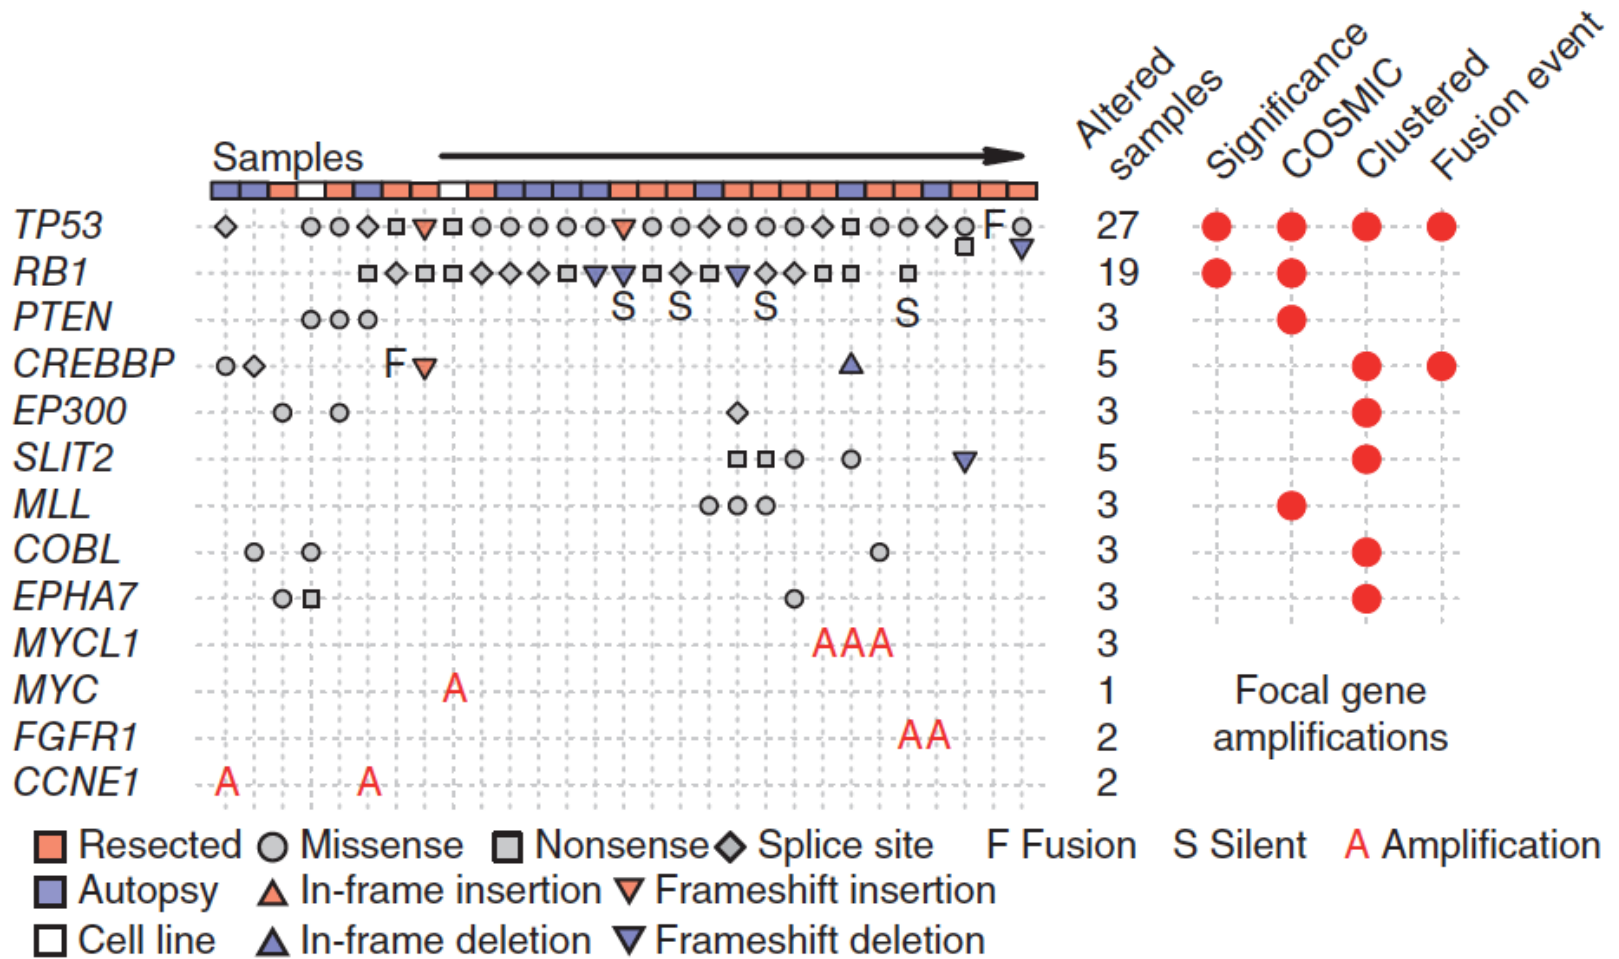 Altered samples
Significance
COSMIC
Clustered
Fusion event
Samples
TP53 F 27
RB1 19
S S S S
PTEN 3
CREBBP F 5
EP300 3
SLIT2 5
MLL 3
COBL 3
EPHA7 3
MYCL1 A A A 3
MYC A 1
FGFR1 A A 2
CCNE1 A A 2
Focal gene
amplifications
Resected Missense Nonsense Splice site F Fusion S Silent A Amplification
Autopsy In-frame insertion Frameshift insertion
Cell line In-frame deletion Frameshift deletion